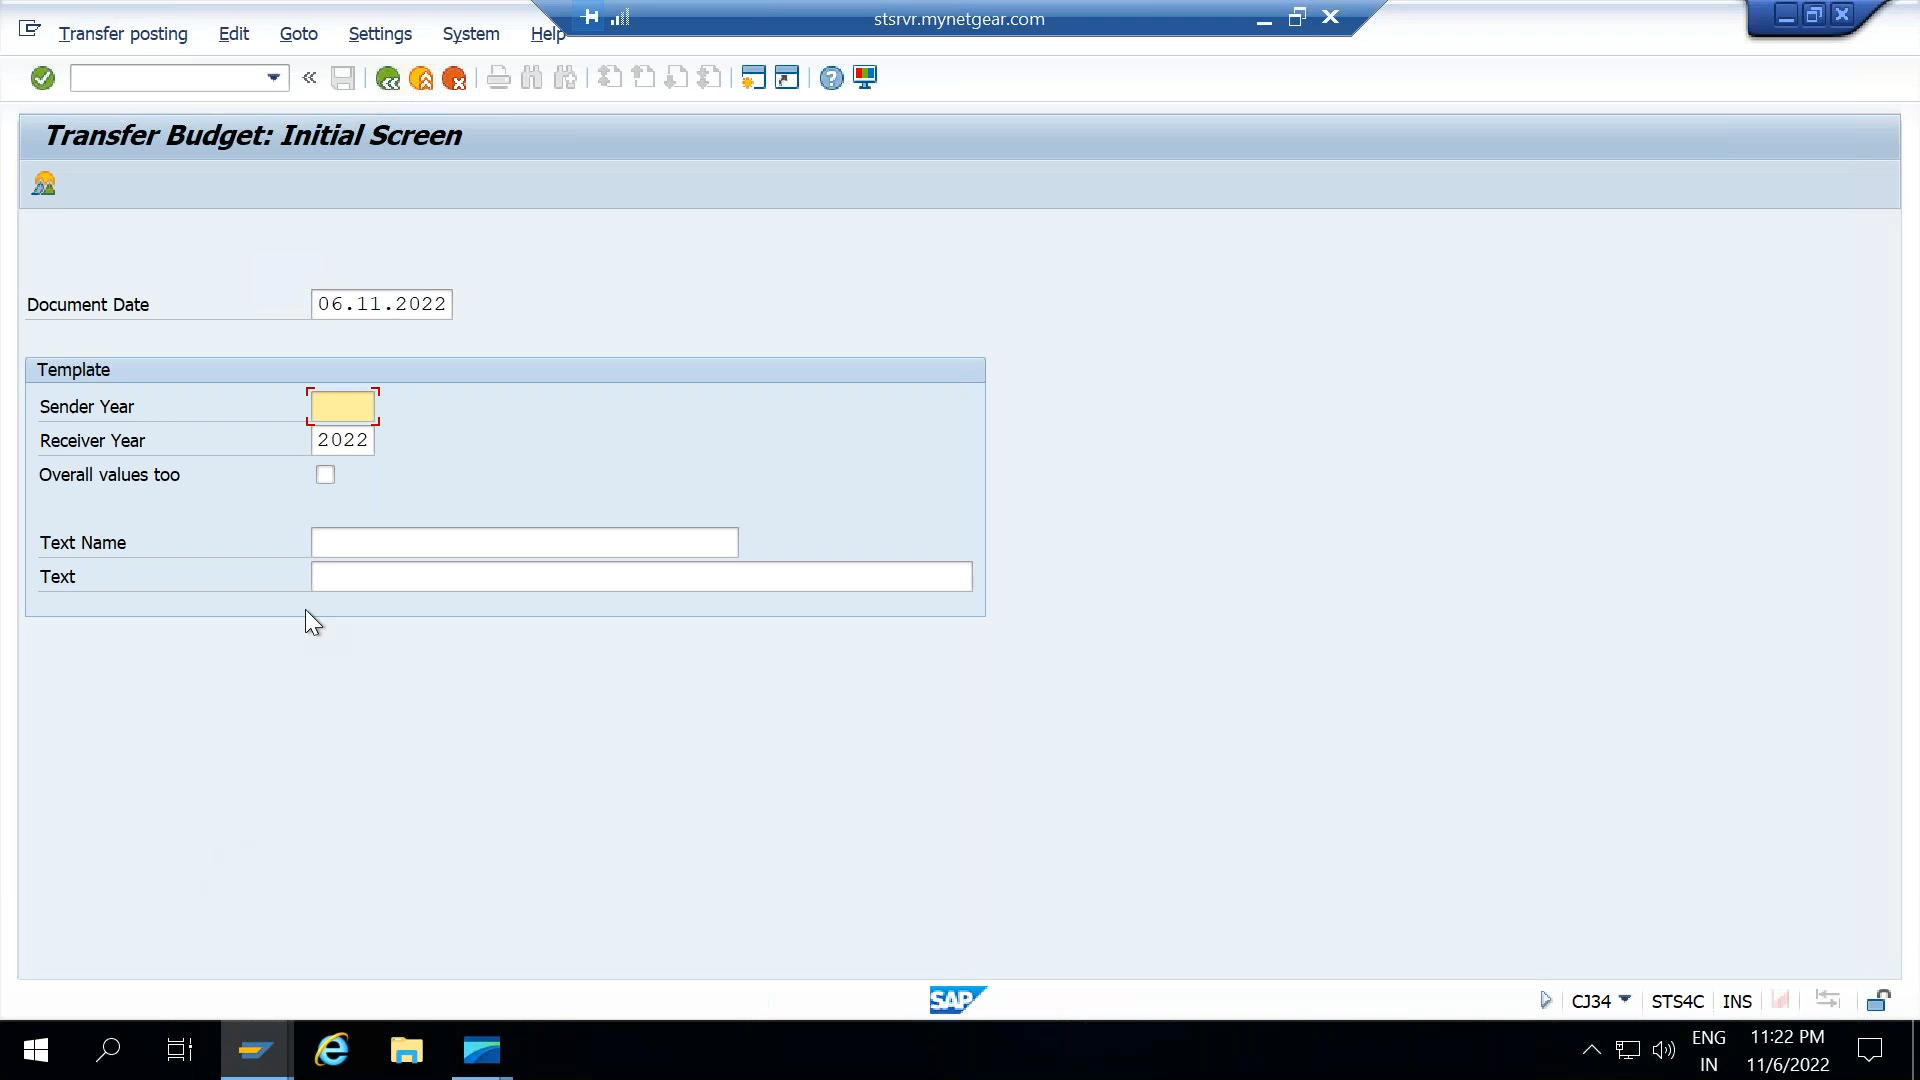 stsrvr.mynetgear.com
Transfer posting Edit Goto Settings System Help
Transfer Budget: Initial Screen
Document Date 06.11.2022
Template
Sender Year
Receiver Year 2022
Overall values too
Text Name
Text
SAP
CJ34 STS4C INS
ENG 11:22 PM
IN 11/6/2022